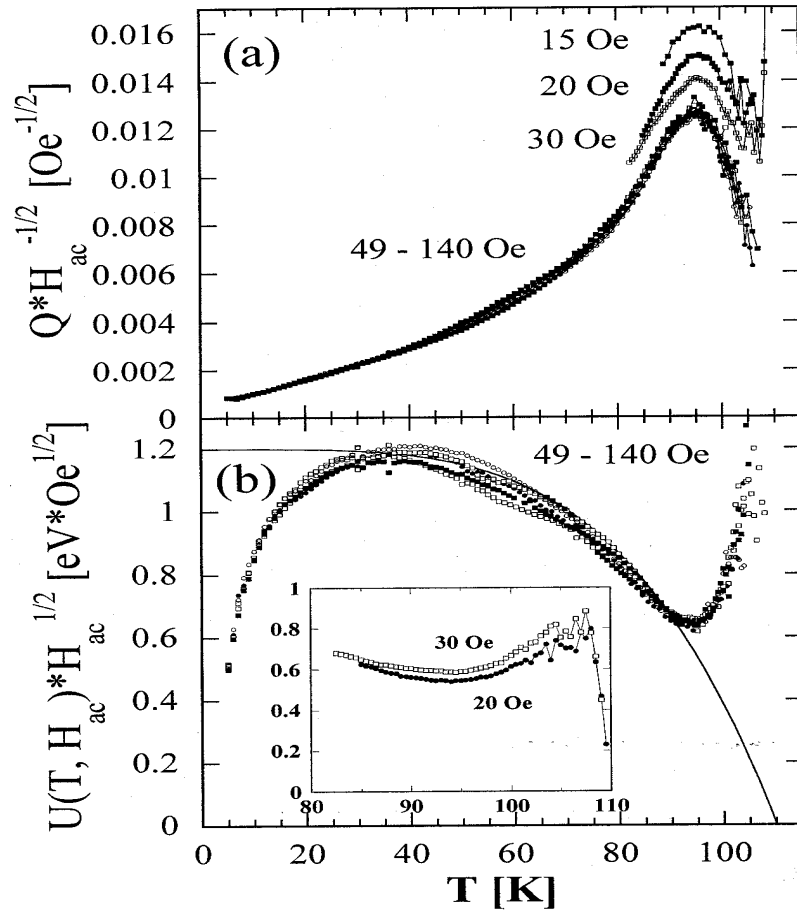 (a)
15 Oe
20 Oe
30 Oe
49 - 140 Oe
Q*H_ac^-1/2 [Oe^-1/2]
0.016
0.014
0.012
0.01
0.008
0.006
0.004
0.002
0
(b)
49 - 140 Oe
U(T, H_ac)*H_ac^1/2 [eV*Oe^1/2]
1.2
1
0.8
0.6
0.4
0.2
0
1
0.8
0.6
0.4
0.2
0
30 Oe
20 Oe
80 90 100 110
0 20 40 60 80 100
T [K]